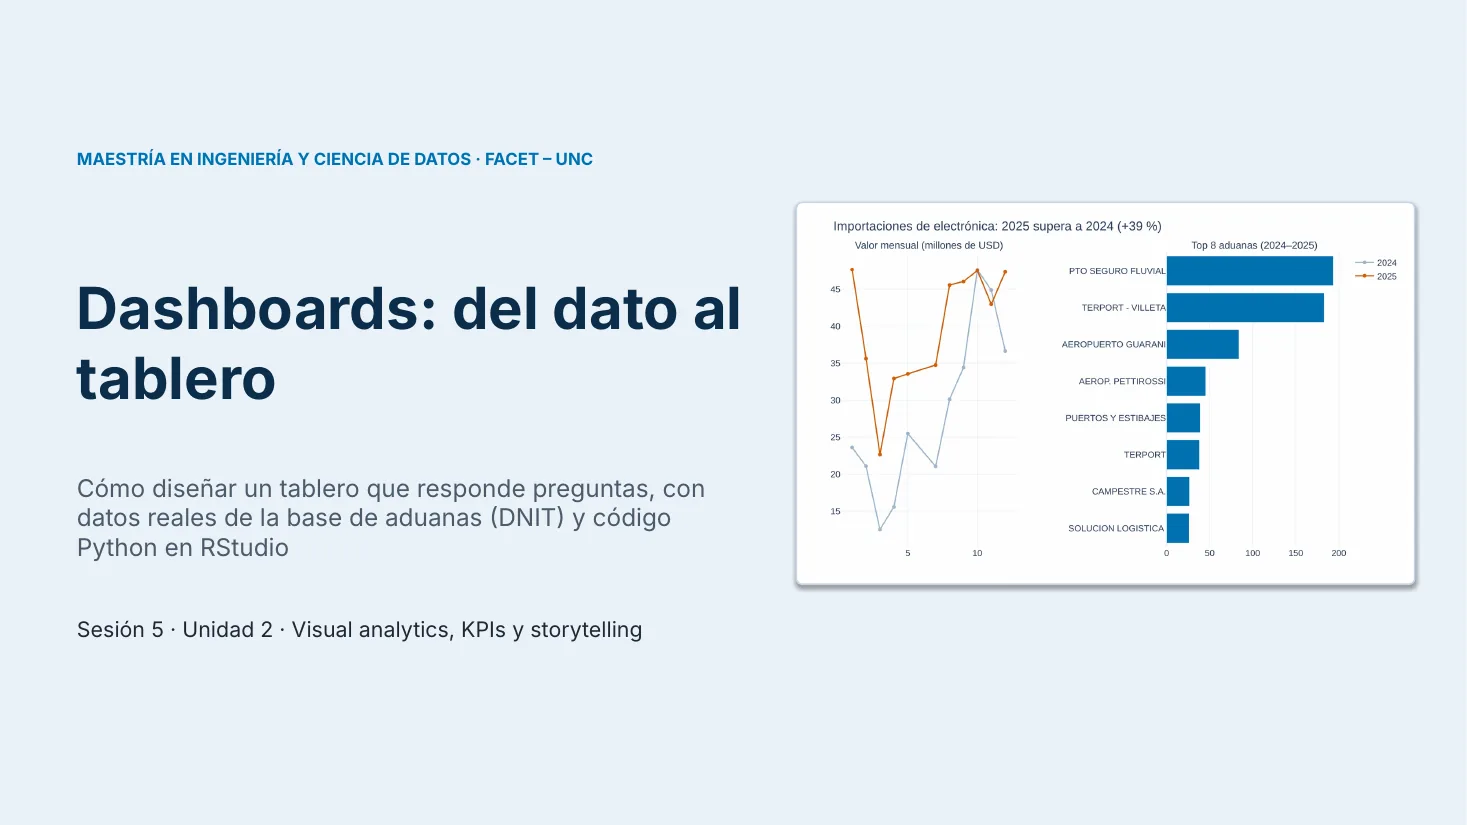 MAESTRÍA EN INGENIERÍA Y CIENCIA DE DATOS · FACET – UNC
Dashboards: del dato al
tablero
Cómo diseñar un tablero que responde preguntas, con
datos reales de la base de aduanas (DNIT) y código
Python en RStudio
Sesión 5 · Unidad 2 · Visual analytics, KPIs y storytelling
Importaciones de electrónica: 2025 supera a 2024 (+39 %)
Valor mensual (millones de USD)
45
40
35
30
25
20
15
5
10
Top 8 aduanas (2024–2025)
PTO SEGURO FLUVIAL
TERPORT - VILLETA
AEROPUERTO GUARANI
AEROP. PETTIROSSI
PUERTOS Y ESTIBAJES
TERPORT
CAMPESTRE S.A.
SOLUCION LOGISTICA
0
50
100
150
200
2024
2025